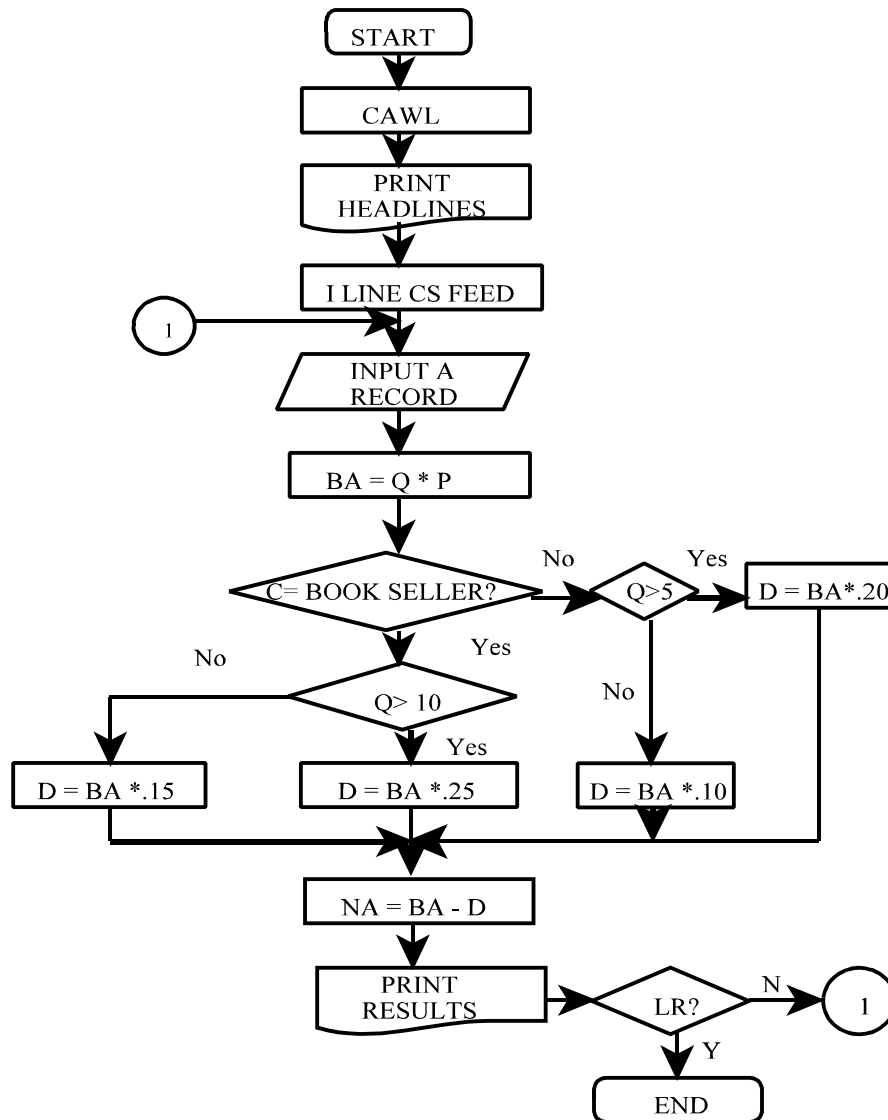 START
CAWL
PRINT
HEADLINES
I LINE CS FEED
1
INPUT A
RECORD
BA = Q * P
C= BOOK SELLER?
No
Q>5
Yes
D = BA*.20
No
Yes
Q> 10
No
Yes
D = BA *.15
D = BA *.25
D = BA *.10
NA = BA - D
PRINT
RESULTS
LR?
N
1
Y
END